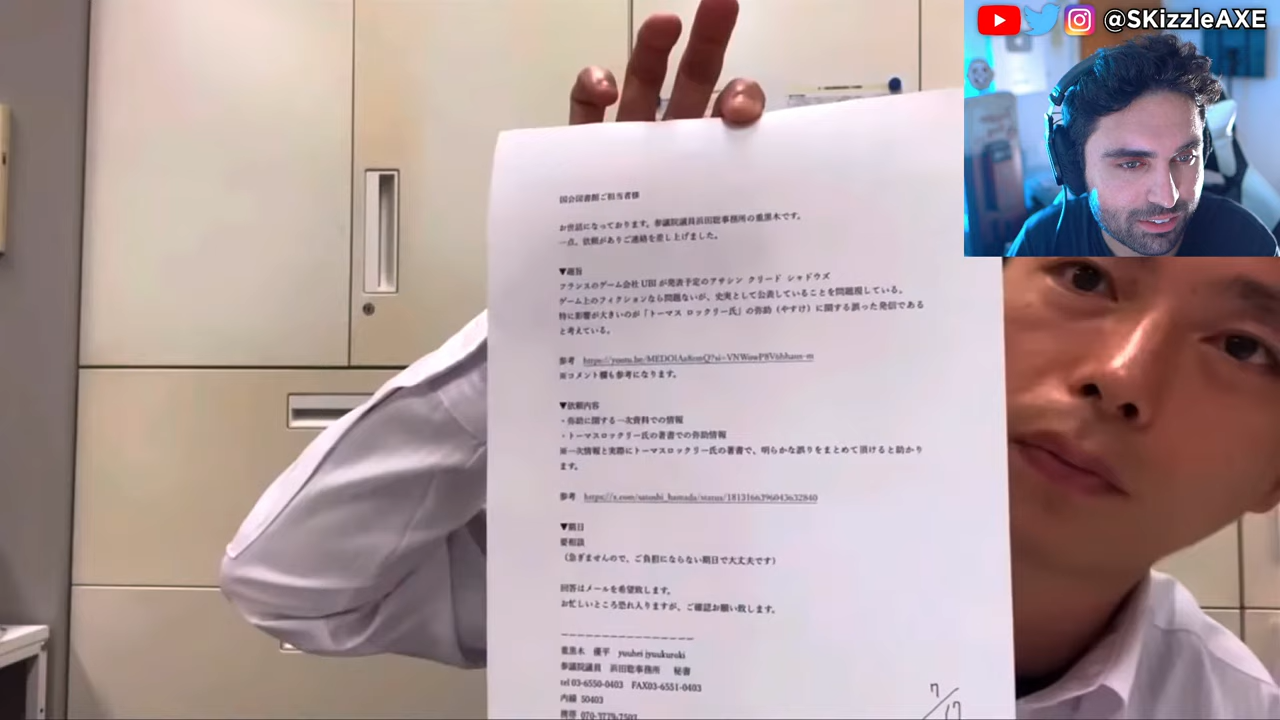 @SKizzleAXE
国会図書館ご担当者様
お世話になっております。参議院議員浜田聡事務所の重黒木です。
一点、依頼がありご連絡を差し上げました。
▼趣旨
フランスのゲーム会社 UBI が発表予定のアサシン クリード シャドウズ
ゲーム上のフィクションなら問題ないが、史実として公表していることを問題視している。
特に影響が大きいのが「トーマス ロックリー氏」の弥助（やすけ）に関する誤った発信である
と考えている。
参考
※コメント欄も参考になります。
▼依頼内容
・弥助に関する一次資料での情報
・トーマスロックリー氏の著書での弥助情報
※一次情報と実際にトーマスロックリー氏の著書で、明らかな誤りをまとめて頂けると助かり
ます。
参考 https://x.com/satoshi_hamada/status/1813166396043632840
▼期日
要相談
（急ぎませんので、ご負担にならない期日で大丈夫です）
回答はメールを希望致します。
お忙しいところ恐れ入りますが、ご確認お願い致します。
---------------------
重黒木 優平 yuuhei jyuukuroki
参議院議員 浜田聡事務所 秘書
tel 03-6550-0403 FAX03-6551-0403
内線 50403
携帯
7/17